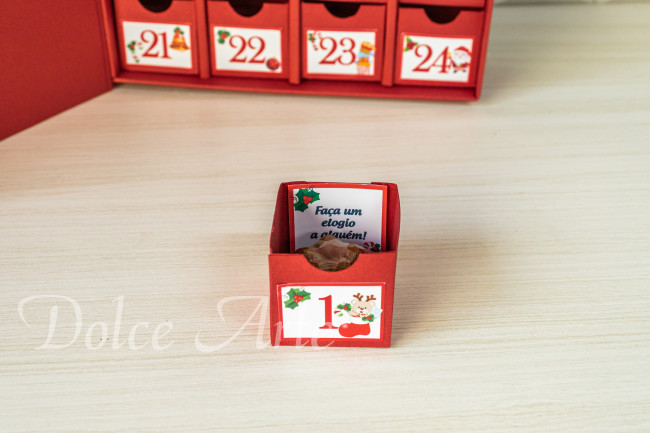 21
22
23
24
Faça um
elogio
a alguém!
1
Dolce Arte